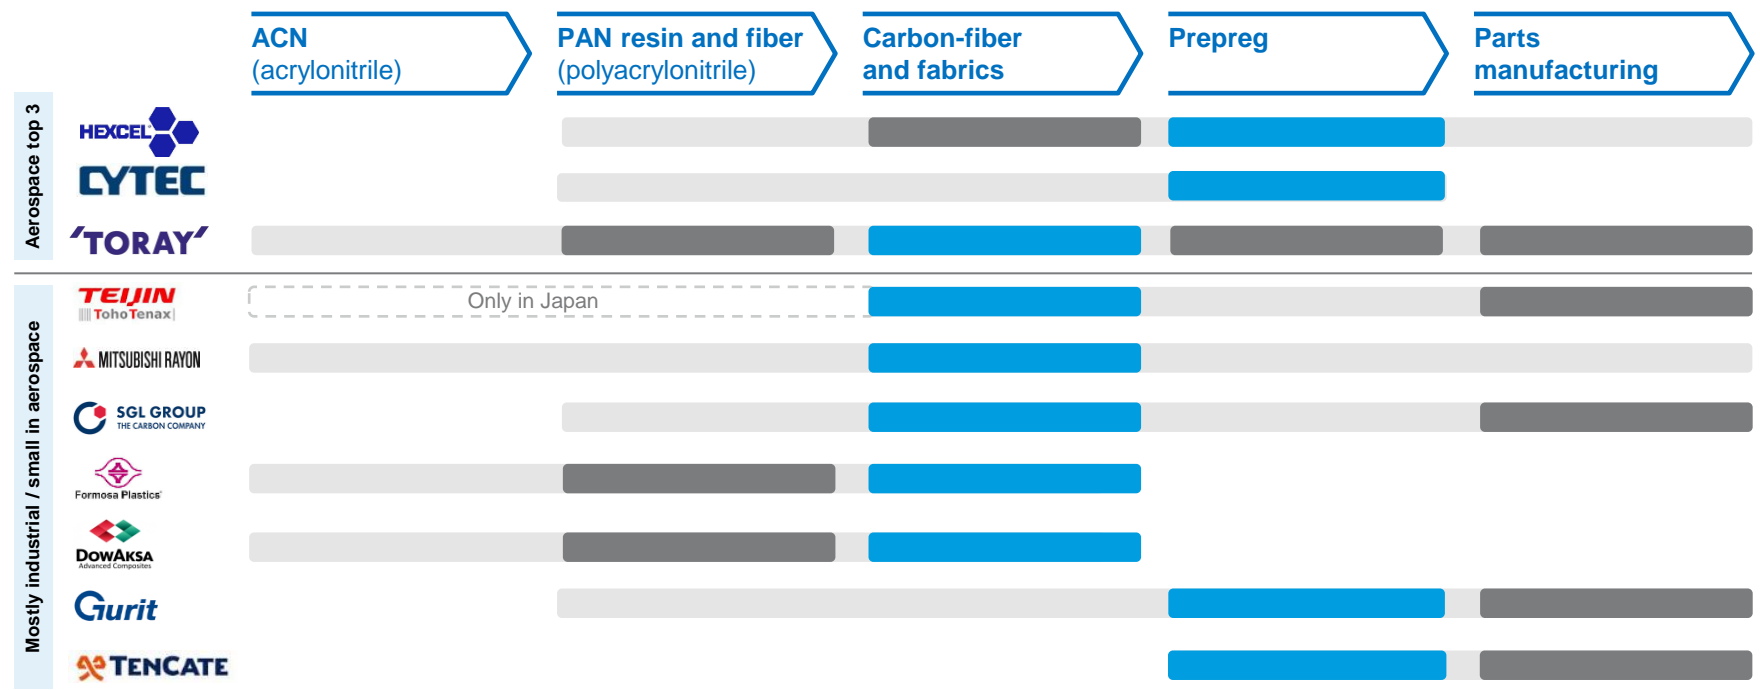 ACN
(acrylonitrile)
PAN resin and fiber
(polyacrylonitrile)
Carbon-fiber
and fabrics
Prepreg
Parts
manufacturing
Aerospace top 3
HEXCEL
CYTEC
TORAY
Mostly industrial / small in aerospace
TEIJIN
TohoTenax
Only in Japan
MITSUBISHI RAYON
SGL GROUP
THE CARBON COMPANY
Formosa Plastics
DOWAKSA
Advanced Composites
Gurit
TENCATE